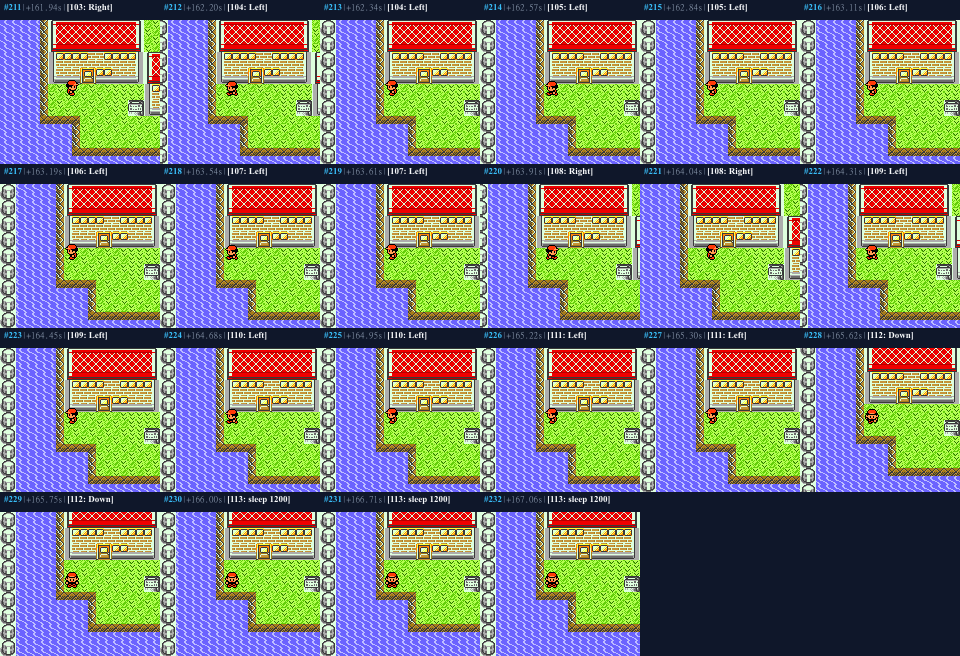 #211|+161.94s|[103: Right]
#212|+162.20s|[104: Left]
#213|+162.34s|[104: Left]
#214|+162.57s|[105: Left]
#215|+162.84s|[105: Left]
#216|+163.11s|[106: Left]
#217|+163.19s|[106: Left]
#218|+163.54s|[107: Left]
#219|+163.61s|[107: Left]
#220|+163.91s|[108: Right]
#221|+164.04s|[108: Right]
#222|+164.31s|[109: Left]
#223|+164.45s|[109: Left]
#224|+164.68s|[110: Left]
#225|+164.95s|[110: Left]
#226|+165.22s|[111: Left]
#227|+165.30s|[111: Left]
#228|+165.62s|[112: Down]
#229|+165.75s|[112: Down]
#230|+166.00s|[113: sleep 1200]
#231|+166.71s|[113: sleep 1200]
#232|+167.06s|[113: sleep 1200]